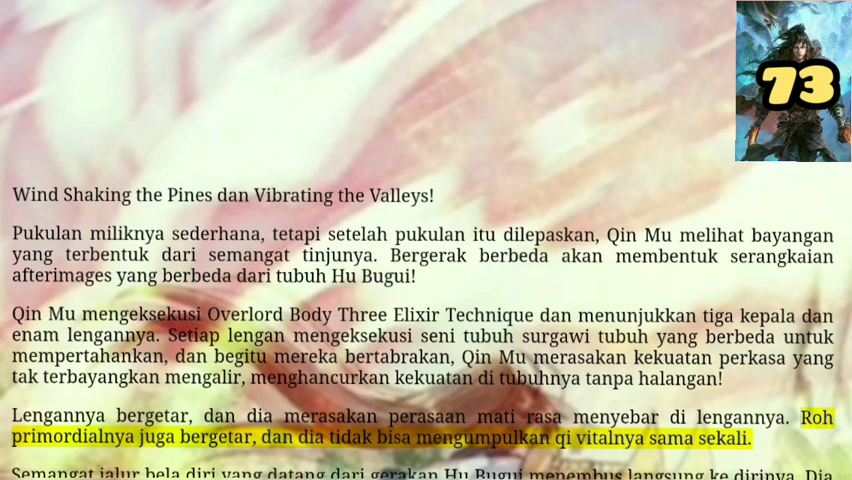 73
Wind Shaking the Pines dan Vibrating the Valleys!
Pukulan miliknya sederhana, tetapi setelah pukulan itu dilepaskan, Qin Mu melihat bayangan
yang terbentuk dari semangat tinjunya. Bergerak berbeda akan membentuk serangkaian
afterimages yang berbeda dari tubuh Hu Bugui!
Qin Mu mengeksekusi Overlord Body Three Elixir Technique dan menunjukkan tiga kepala dan
enam lengannya. Setiap lengan mengeksekusi seni tubuh surgawi tubuh yang berbeda untuk
mempertahankan, dan begitu mereka bertabrakan, Qin Mu merasakan kekuatan perkasa yang
tak terbayangkan mengalir, menghancurkan kekuatan di tubuhnya tanpa halangan!
Lengannya bergetar, dan dia merasakan perasaan mati rasa menyebar di lengannya. Roh
primordialnya juga bergetar, dan dia tidak bisa mengumpulkan qi vitalnya sama sekali.
Semangat jalur bela diri yang datang dari gerakan Hu Bugui menembus langsung ke dirinya. Dia